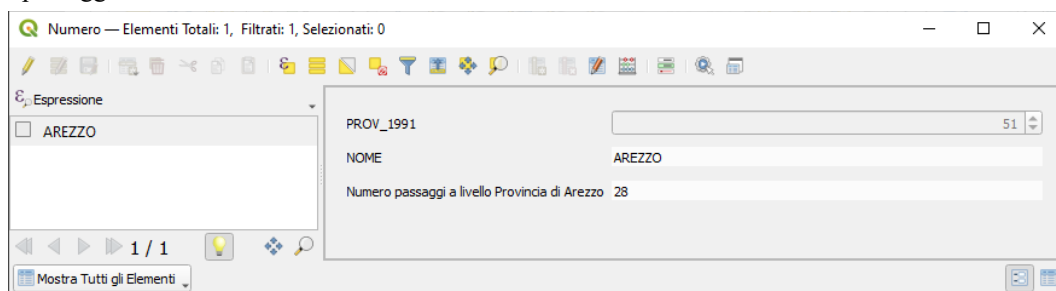 Numero — Elementi Totali: 1, Filtrati: 1, Selezionati: 0
Espressione
AREZZO
PROV_1991 51
NOME AREZZO
Numero passaggi a livello Provincia di Arezzo 28
1 / 1
Mostra Tutti gli Elementi